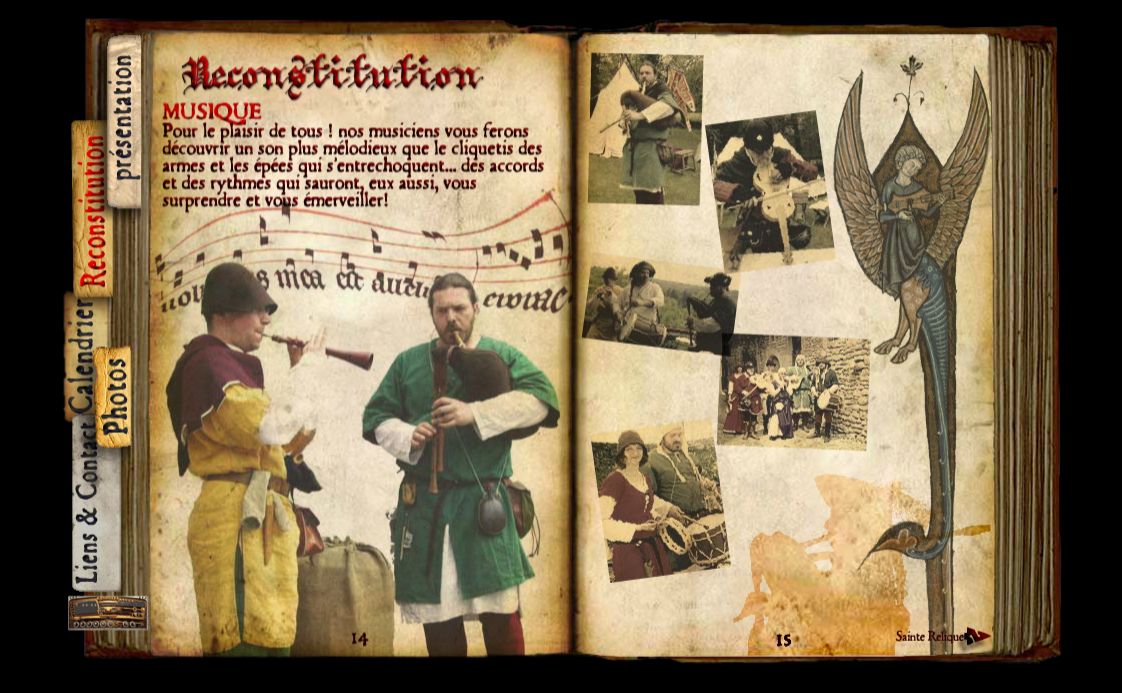 Reconstitution
MUSIQUE
Pour le plaisir de tous ! nos musiciens vous ferons
découvrir un son plus mélodieux que le cliquetis des
armes et les épées qui s'entrechoquent... des accords
et des rythmes qui sauront, eux aussi, vous
surprendre et vous émerveiller!
mea est
14
présentation
Reconstitution
Calendrier
Photos
Liens & Contact
15
Sainte Relique